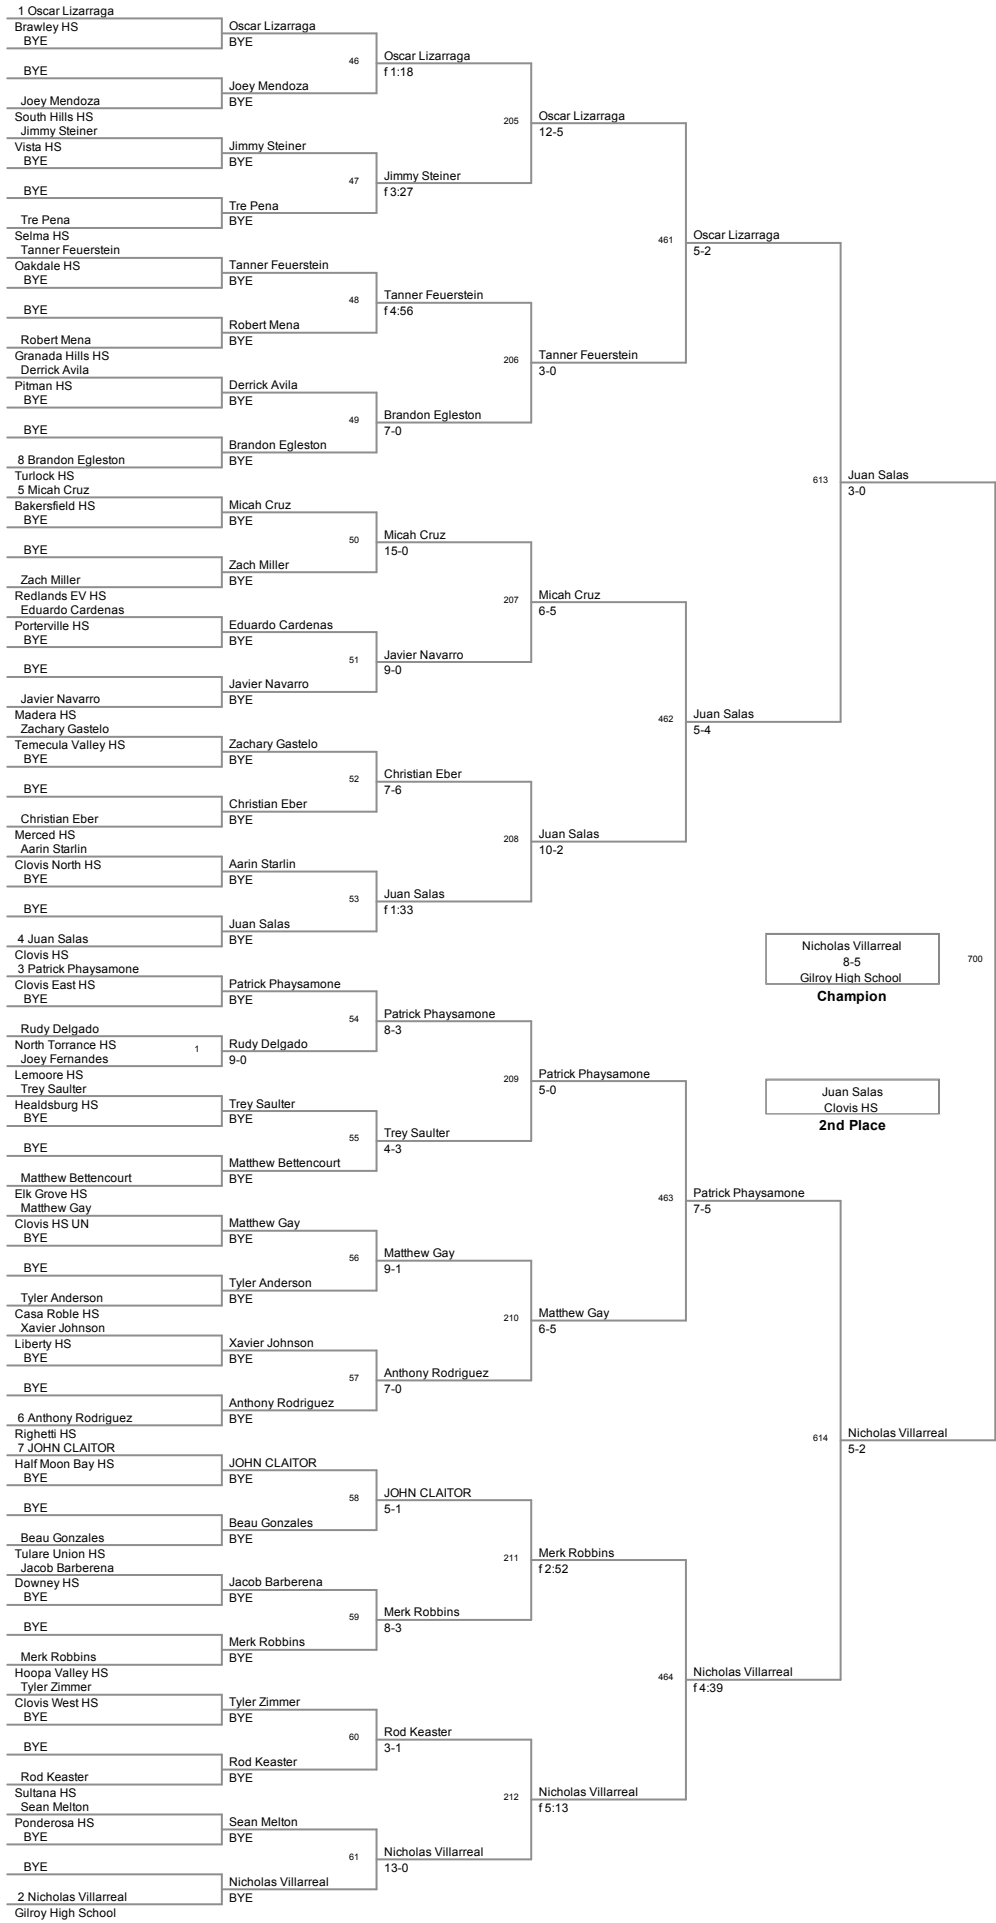 1 Oscar Lizarraga
Brawley HS
BYE
BYE
Joey Mendoza
South Hills HS
Jimmy Steiner
Vista HS
BYE
BYE
Tre Pena
Selma HS
Tanner Feuerstein
Oakdale HS
BYE
BYE
Robert Mena
Granada Hills HS
Derrick Avila
Pitman HS
BYE
BYE
8 Brandon Egleston
Turlock HS
5 Micah Cruz
Bakersfield HS
BYE
BYE
Zach Miller
Redlands EV HS
Eduardo Cardenas
Porterville HS
BYE
BYE
Javier Navarro
Madera HS
Zachary Gastelo
Temecula Valley HS
BYE
BYE
Christian Eber
Merced HS
Aarin Starlin
Clovis North HS
BYE
BYE
4 Juan Salas
Clovis HS
3 Patrick Phaysamone
Clovis East HS
BYE
Rudy Delgado
North Torrance HS
1
Joey Fernandes
Lemoore HS
Trey Saulter
Healdsburg HS
BYE
BYE
Matthew Bettencourt
Elk Grove HS
Matthew Gay
Clovis HS UN
BYE
BYE
Tyler Anderson
Casa Roble HS
Xavier Johnson
Liberty HS
BYE
BYE
6 Anthony Rodriguez
Righetti HS
7 JOHN CLAITOR
Half Moon Bay HS
BYE
BYE
Beau Gonzales
Tulare Union HS
Jacob Barberena
Downey HS
BYE
BYE
Merk Robbins
Hoopa Valley HS
Tyler Zimmer
Clovis West HS
BYE
BYE
Rod Keaster
Sultana HS
Sean Melton
Ponderosa HS
BYE
BYE
2 Nicholas Villarreal
Gilroy High School
Oscar Lizarraga
BYE
46
Joey Mendoza
BYE
Jimmy Steiner
BYE
47
Tre Pena
BYE
Tanner Feuerstein
BYE
48
Robert Mena
BYE
Derrick Avila
BYE
49
Brandon Egleston
BYE
Micah Cruz
BYE
50
Zach Miller
BYE
Eduardo Cardenas
BYE
51
Javier Navarro
BYE
Zachary Gastelo
BYE
52
Christian Eber
BYE
Aarin Starlin
BYE
53
Juan Salas
BYE
Patrick Phaysamone
BYE
54
Rudy Delgado
9-0
Trey Saulter
BYE
55
Matthew Bettencourt
BYE
Matthew Gay
BYE
56
Tyler Anderson
BYE
Xavier Johnson
BYE
57
Anthony Rodriguez
BYE
JOHN CLAITOR
BYE
58
Beau Gonzales
BYE
Jacob Barberena
BYE
59
Merk Robbins
BYE
Tyler Zimmer
BYE
60
Rod Keaster
BYE
Sean Melton
BYE
61
Nicholas Villarreal
BYE
Oscar Lizarraga
f 1:18
205
Jimmy Steiner
f 3:27
Tanner Feuerstein
f 4:56
206
Brandon Egleston
7-0
Micah Cruz
15-0
207
Javier Navarro
9-0
Christian Eber
7-6
208
Juan Salas
f 1:33
Patrick Phaysamone
8-3
209
Trey Saulter
4-3
Matthew Gay
9-1
210
Anthony Rodriguez
7-0
JOHN CLAITOR
5-1
211
Merk Robbins
8-3
Rod Keaster
3-1
212
Nicholas Villarreal
13-0
Oscar Lizarraga
12-5
461
Tanner Feuerstein
3-0
Micah Cruz
6-5
462
Juan Salas
10-2
Patrick Phaysamone
5-0
463
Matthew Gay
6-5
Merk Robbins
f 2:52
464
Nicholas Villarreal
f 5:13
Oscar Lizarraga
5-2
613
Juan Salas
5-4
Patrick Phaysamone
7-5
614
Nicholas Villarreal
f 4:39
Juan Salas
3-0
700
Nicholas Villarreal
5-2
Nicholas Villarreal
8-5
Gilroy High School
Champion
Juan Salas
Clovis HS
2nd Place